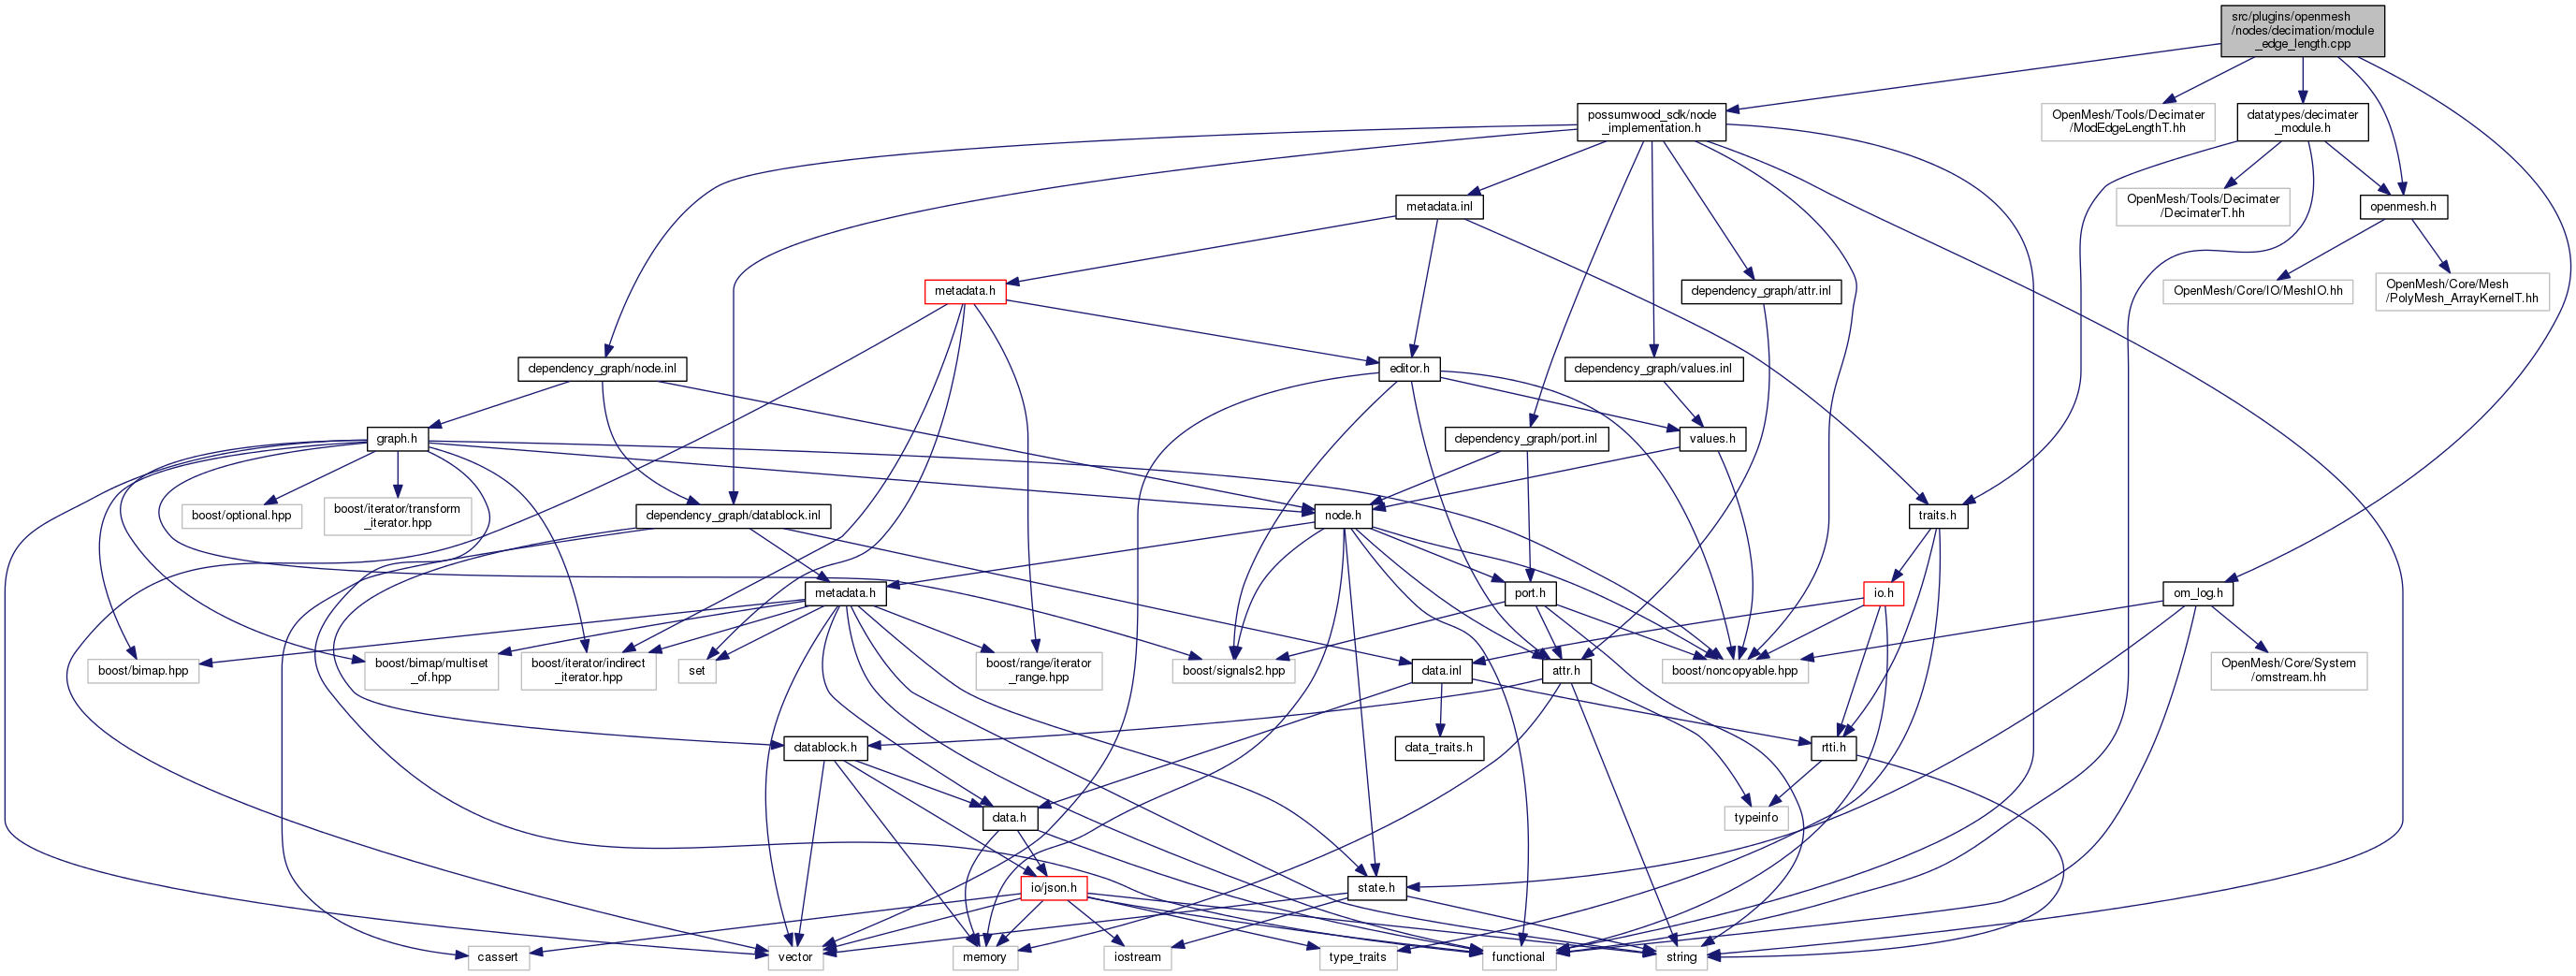 src/plugins/openmesh
/nodes/decimation/module
_edge_length.cpp
possumwood_sdk/node
_implementation.h
OpenMesh/Tools/Decimater
/ModEdgeLengthT.hh
datatypes/decimater
_module.h
metadata.inl
OpenMesh/Tools/Decimater
/DecimaterT.hh
openmesh.h
metadata.h
dependency_graph/attr.inl
OpenMesh/Core/IO/MeshIO.hh
OpenMesh/Core/Mesh
/PolyMesh_ArrayKernelT.hh
dependency_graph/node.inl
editor.h
dependency_graph/values.inl
graph.h
dependency_graph/port.inl
values.h
boost/optional.hpp
boost/iterator/transform
_iterator.hpp
dependency_graph/datablock.inl
node.h
traits.h
metadata.h
port.h
io.h
om_log.h
boost/bimap.hpp
boost/bimap/multiset
_of.hpp
boost/iterator/indirect
_iterator.hpp
set
boost/range/iterator
_range.hpp
boost/signals2.hpp
data.inl
attr.h
boost/noncopyable.hpp
OpenMesh/Core/System
/omstream.hh
datablock.h
data_traits.h
rtti.h
data.h
typeinfo
io/json.h
state.h
cassert
vector
memory
iostream
type_traits
functional
string